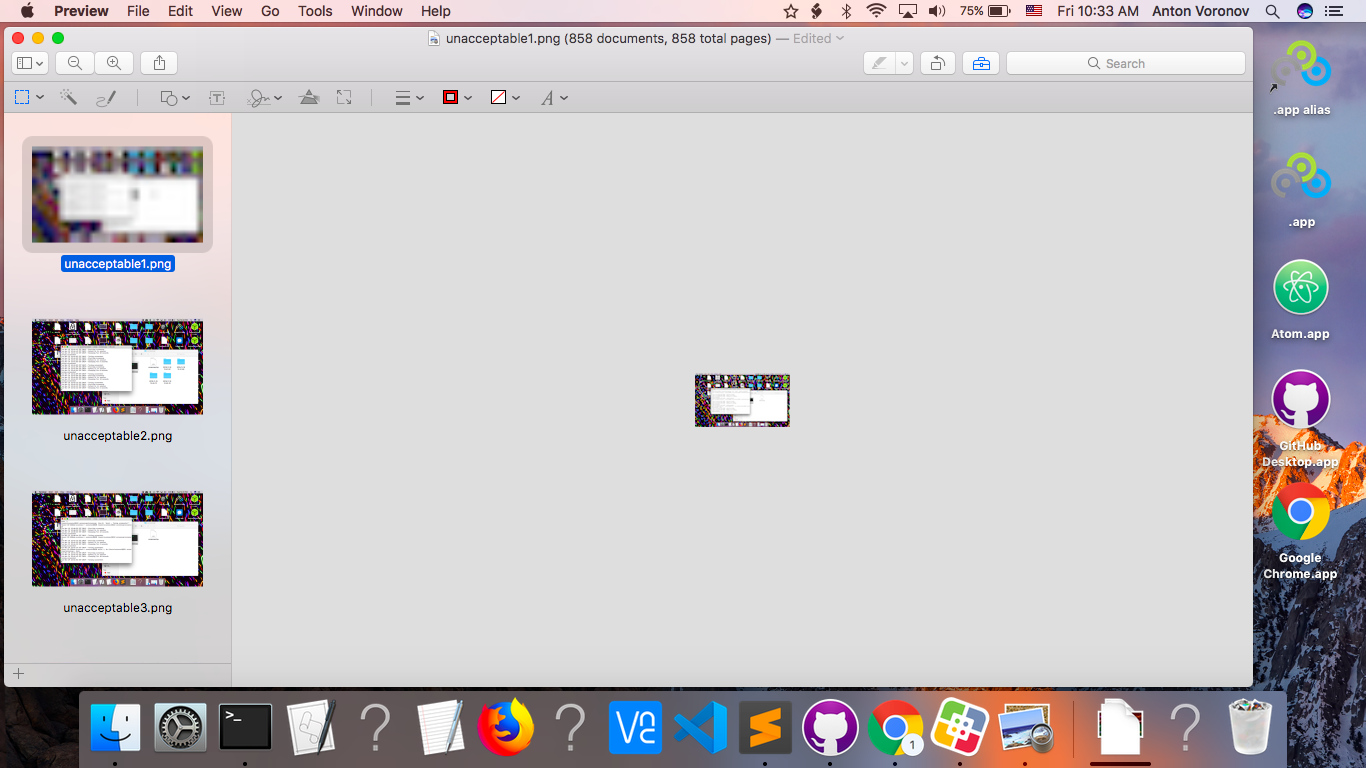 Preview File Edit View Go Tools Window Help 75% Fri 10:33 AM Anton Voronov
unacceptable1.png (858 documents, 858 total pages) — Edited
Search
T A
unacceptable1.png
unacceptable2.png
unacceptable3.png
.app alias
.app
Atom.app
GitHub
Desktop.app
Google
Chrome.app
>_ ? ? 1 ?